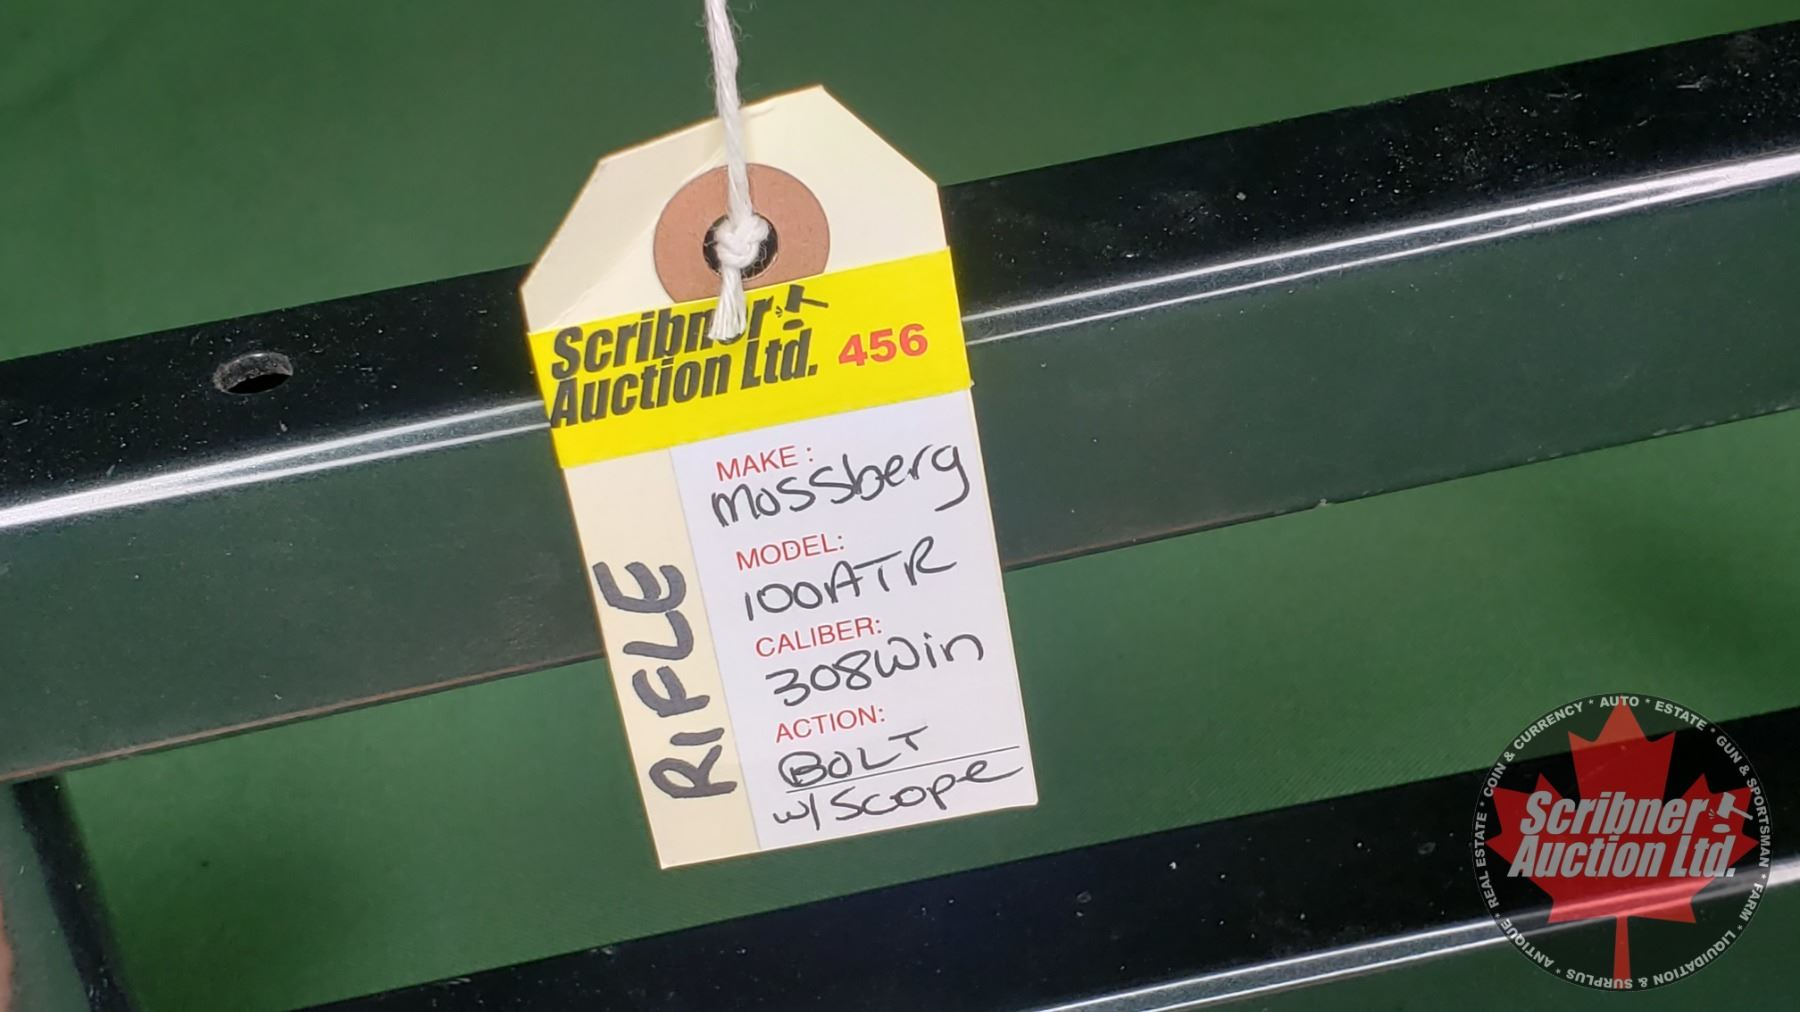 Scribner
Auction Ltd. 456
RIFLE
MAKE:
Mossberg
MODEL:
100ATR
CALIBER:
308Win
ACTION:
BOLT
w/ Scope
COIN & CURRENCY * AUTO * ESTATE * GUN & SPORTSMAN * FARM * LIQUIDATION & SURPLUS * ANTIQUE * REAL ESTATE *
Scribner
Auction Ltd.